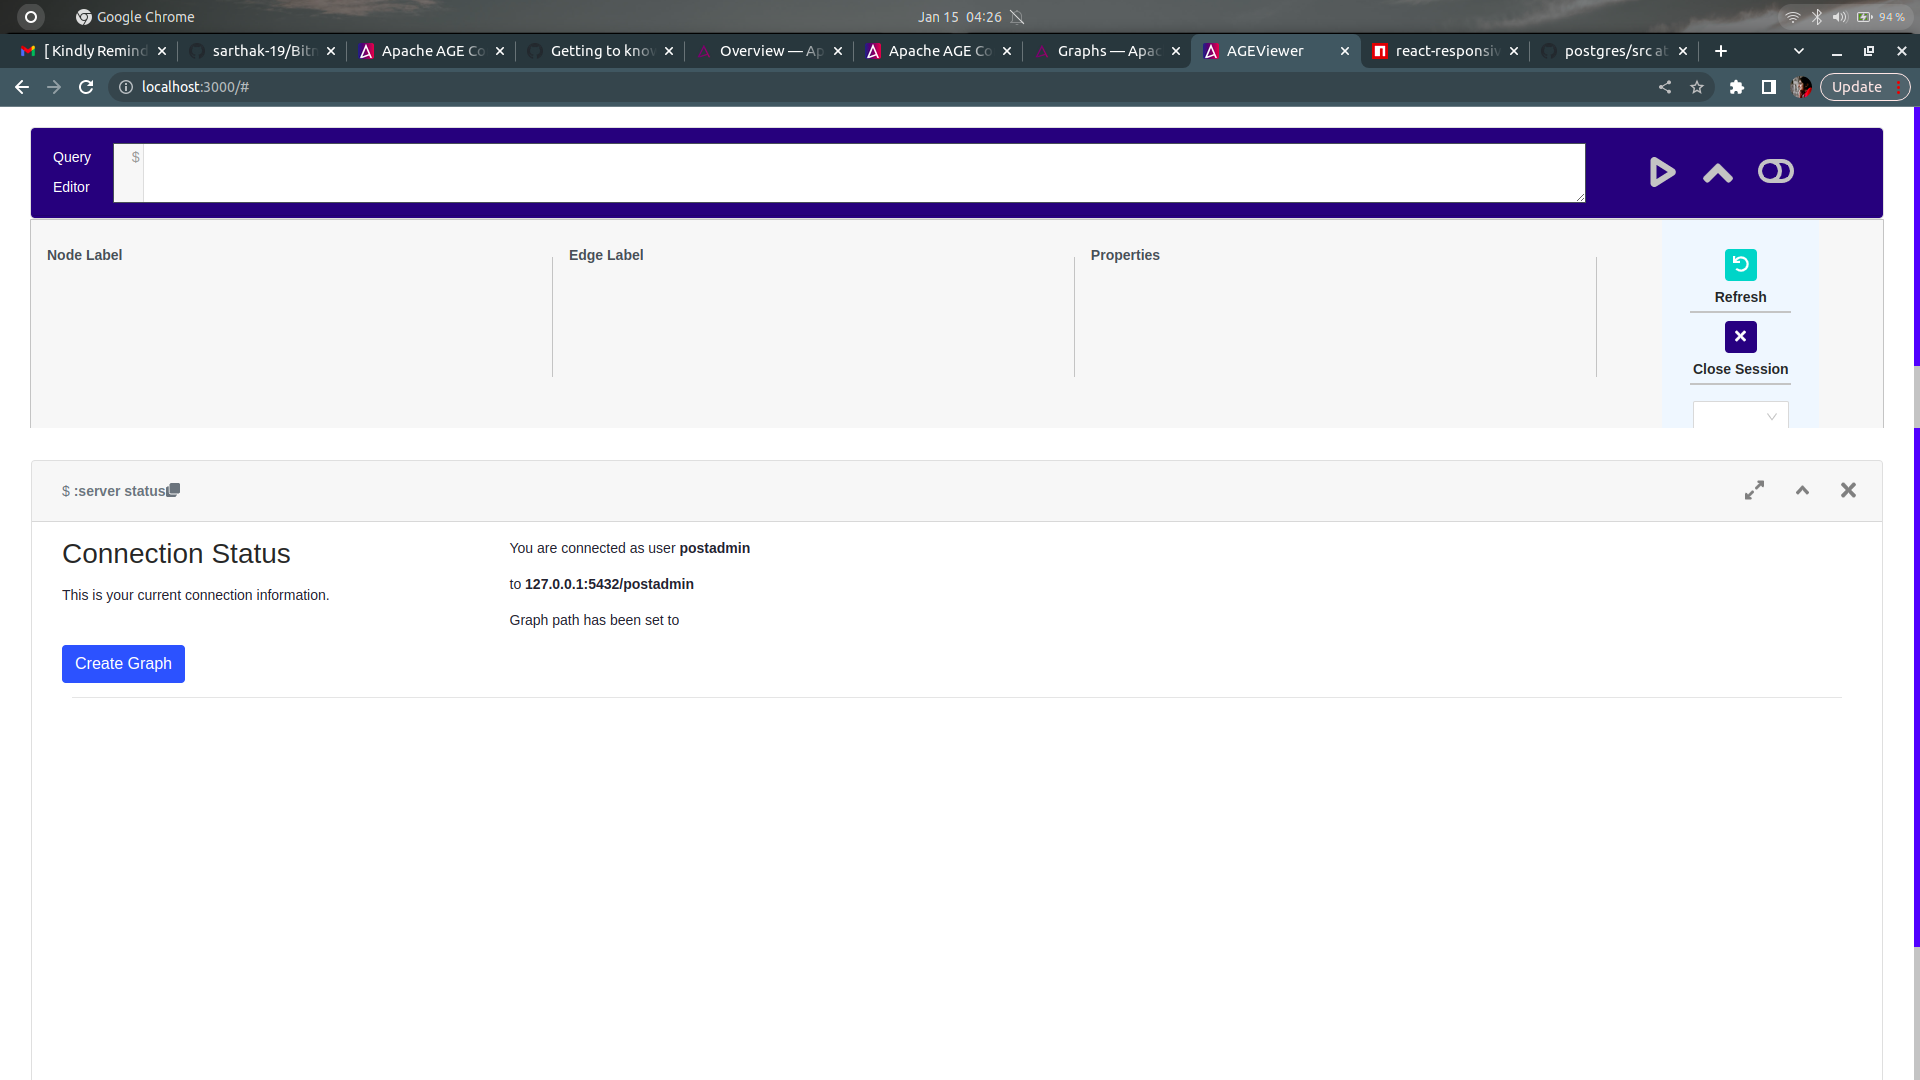 Google Chrome
Jan 15 04:26
94 %
[ Kindly Remind
sarthak-19/Bitn
Apache AGE Co
Getting to know
Overview — Ap
Apache AGE Co
Graphs — Apac
AGEViewer
react-responsiv
postgres/src at
localhost:3000/#
Update
Query
Editor
$
Node Label
Edge Label
Properties
Refresh
Close Session
$ :server status
Connection Status
This is your current connection information.
You are connected as user postadmin
to 127.0.0.1:5432/postadmin
Graph path has been set to
Create Graph